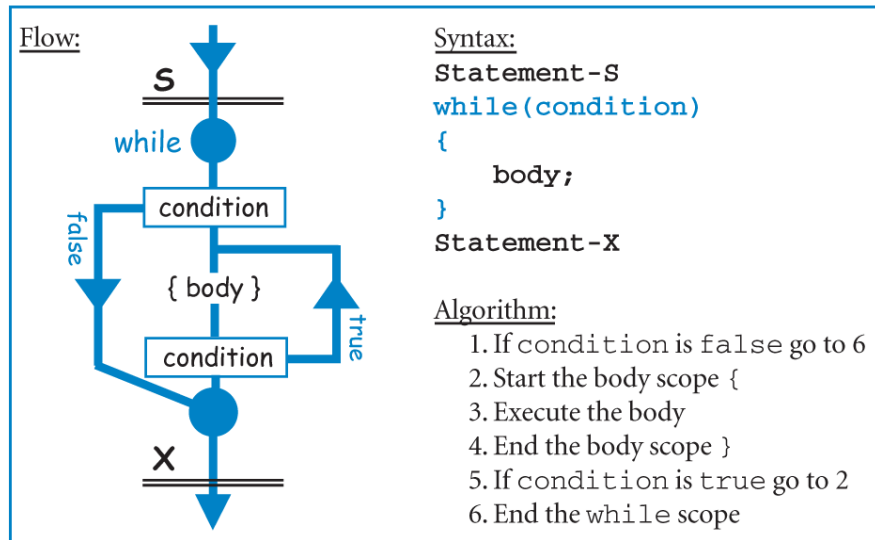 Flow:
S
while
condition
false
{ body }
true
condition
X
Syntax:
Statement-S
while(condition)
{
body;
}
Statement-X
Algorithm:
1. If condition is false go to 6
2. Start the body scope {
3. Execute the body
4. End the body scope }
5. If condition is true go to 2
6. End the while scope